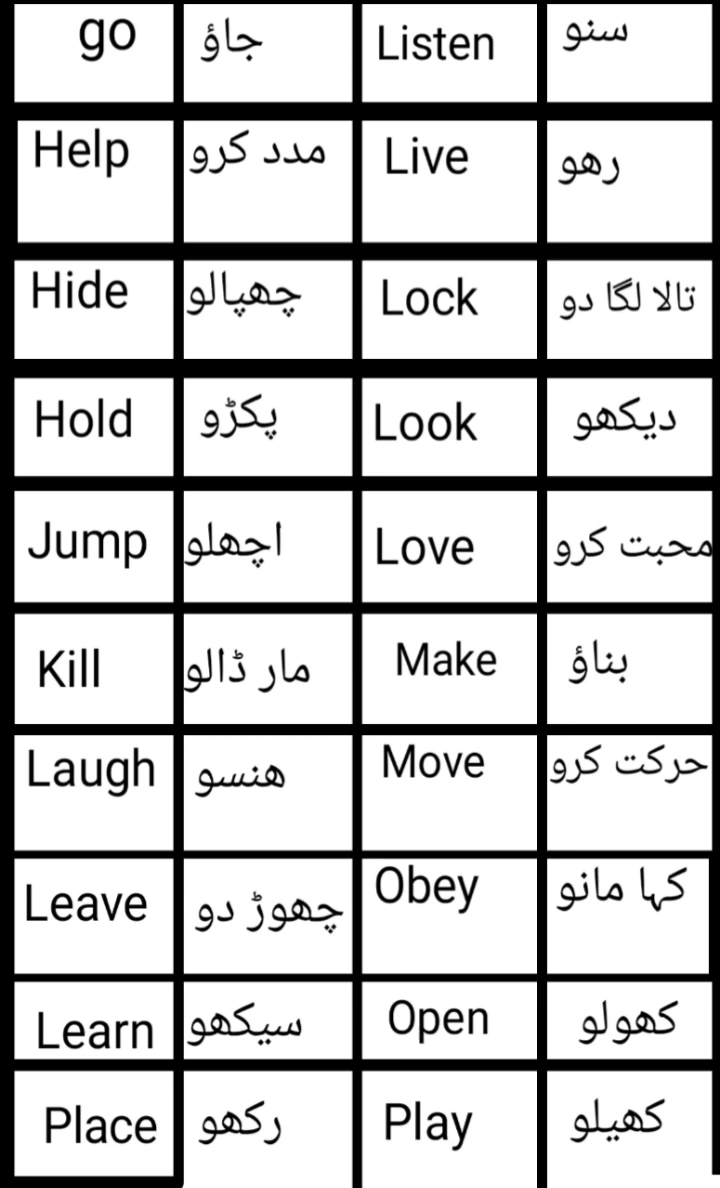 go جاؤ Listen سنو
Help مدد کرو Live رھو
Hide چھپالو Lock تالا لگا دو
Hold پکڑو Look دیکھو
Jump اچھلو Love محبت کرو
Kill مار ڈالو Make بناؤ
Laugh ھنسو Move حرکت کرو
Leave چھوڑ دو Obey کہا مانو
Learn سیکھو Open کھولو
Place رکھو Play کھیلو